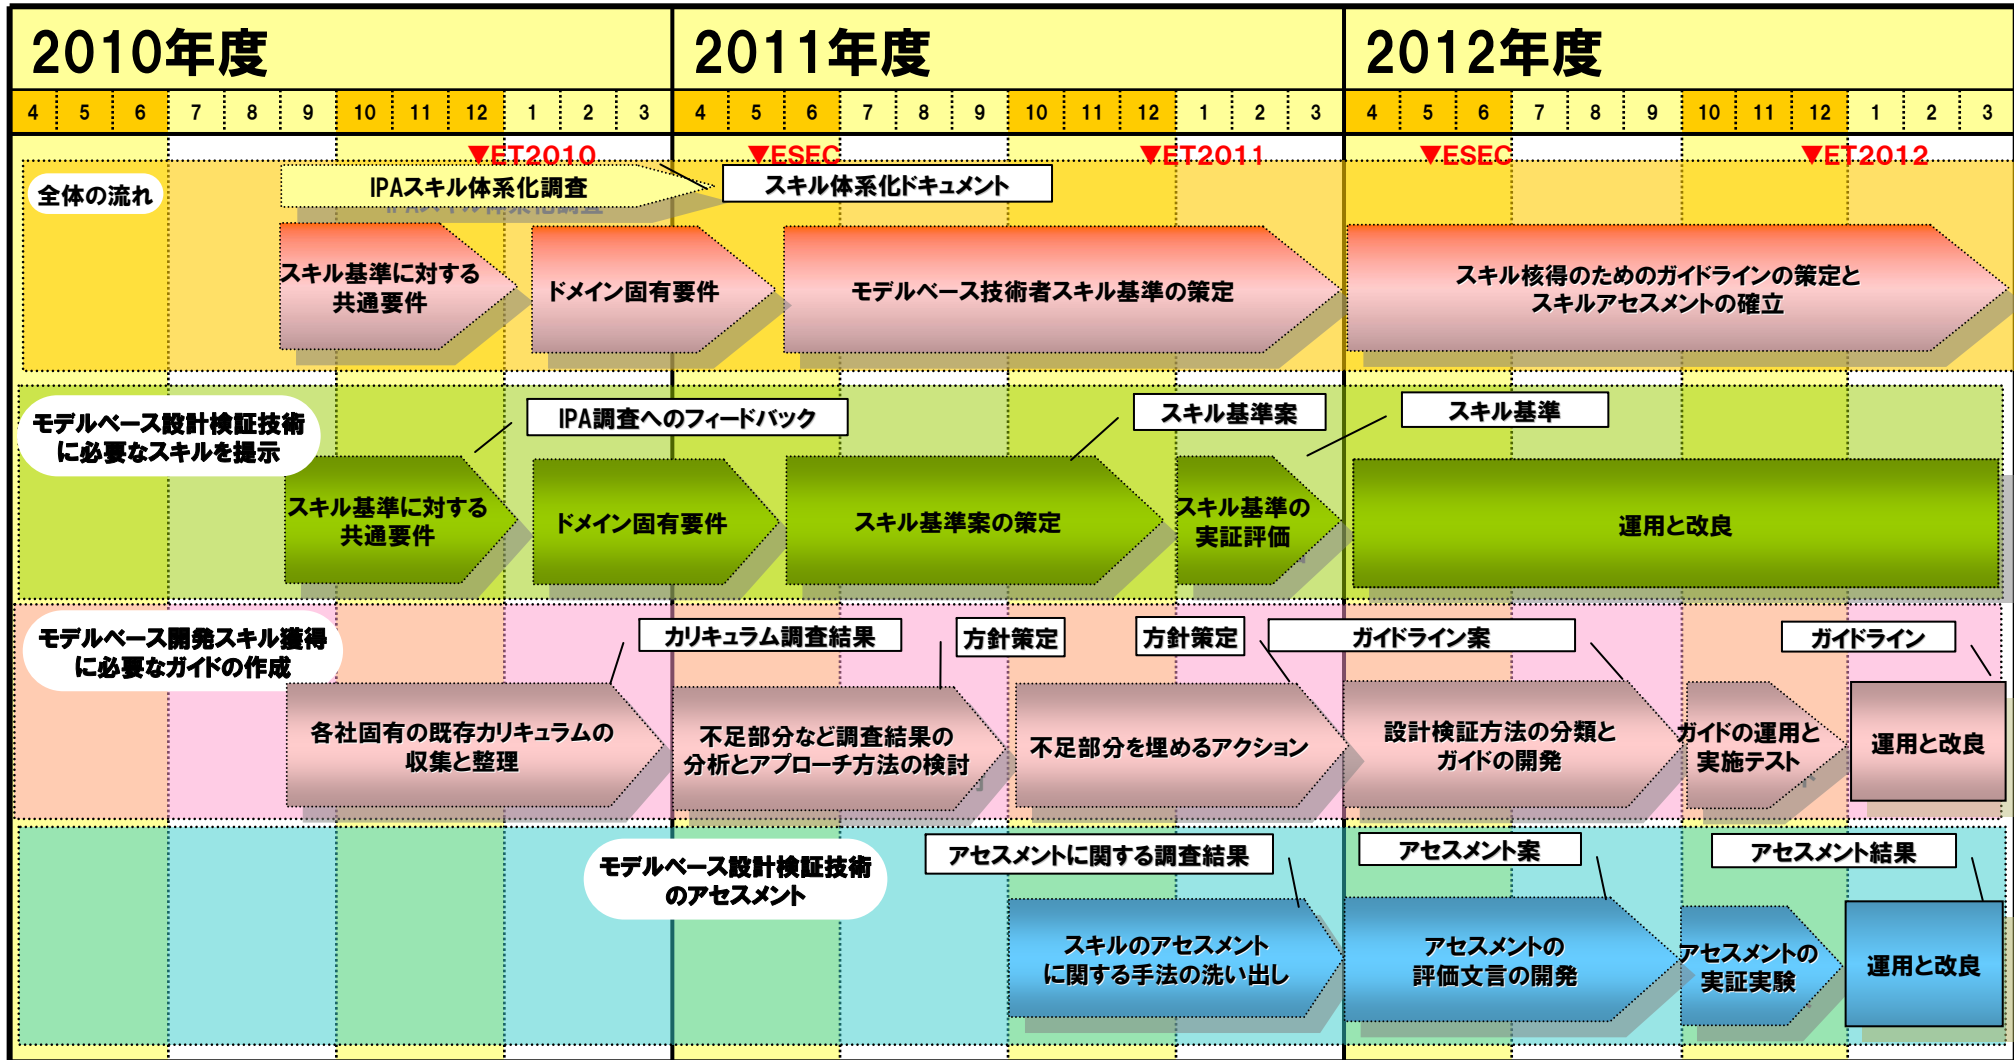 2010年度 2011年度 2012年度
4 5 6 7 8 9 10 11 12 1 2 3 4 5 6 7 8 9 10 11 12 1 2 3 4 5 6 7 8 9 10 11 12 1 2 3
▼ET2010 ▼ESEC ▼ET2011 ▼ESEC ▼ET2012
全体の流れ
IPAスキル体系化調査
スキル体系化ドキュメント
スキル基準に対する
共通要件
ドメイン固有要件
モデルベース技術者スキル基準の策定
スキル核得のためのガイドラインの策定と
スキルアセスメントの確立
モデルベース設計検証技術
に必要なスキルを提示
IPA調査へのフィードバック
スキル基準案
スキル基準
スキル基準に対する
共通要件
ドメイン固有要件
スキル基準案の策定
スキル基準の
実証評価
運用と改良
モデルベース開発スキル獲得
に必要なガイドの作成
カリキュラム調査結果
方針策定
方針策定
ガイドライン案
ガイドライン
各社固有の既存カリキュラムの
収集と整理
不足部分など調査結果の
分析とアプローチ方法の検討
不足部分を埋めるアクション
設計検証方法の分類と
ガイドの開発
ガイドの運用と
実施テスト
運用と改良
モデルベース設計検証技術
のアセスメント
アセスメントに関する調査結果
アセスメント案
アセスメント結果
スキルのアセスメント
に関する手法の洗い出し
アセスメントの
評価文言の開発
アセスメントの
実証実験
運用と改良